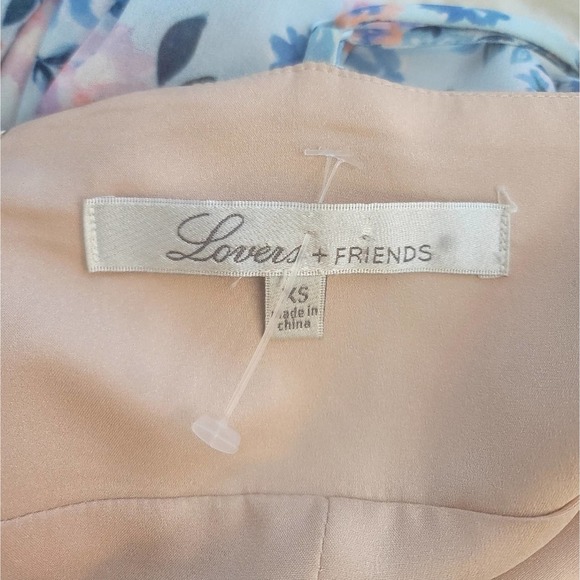 Lovers + FRIENDS
XS
made in
china